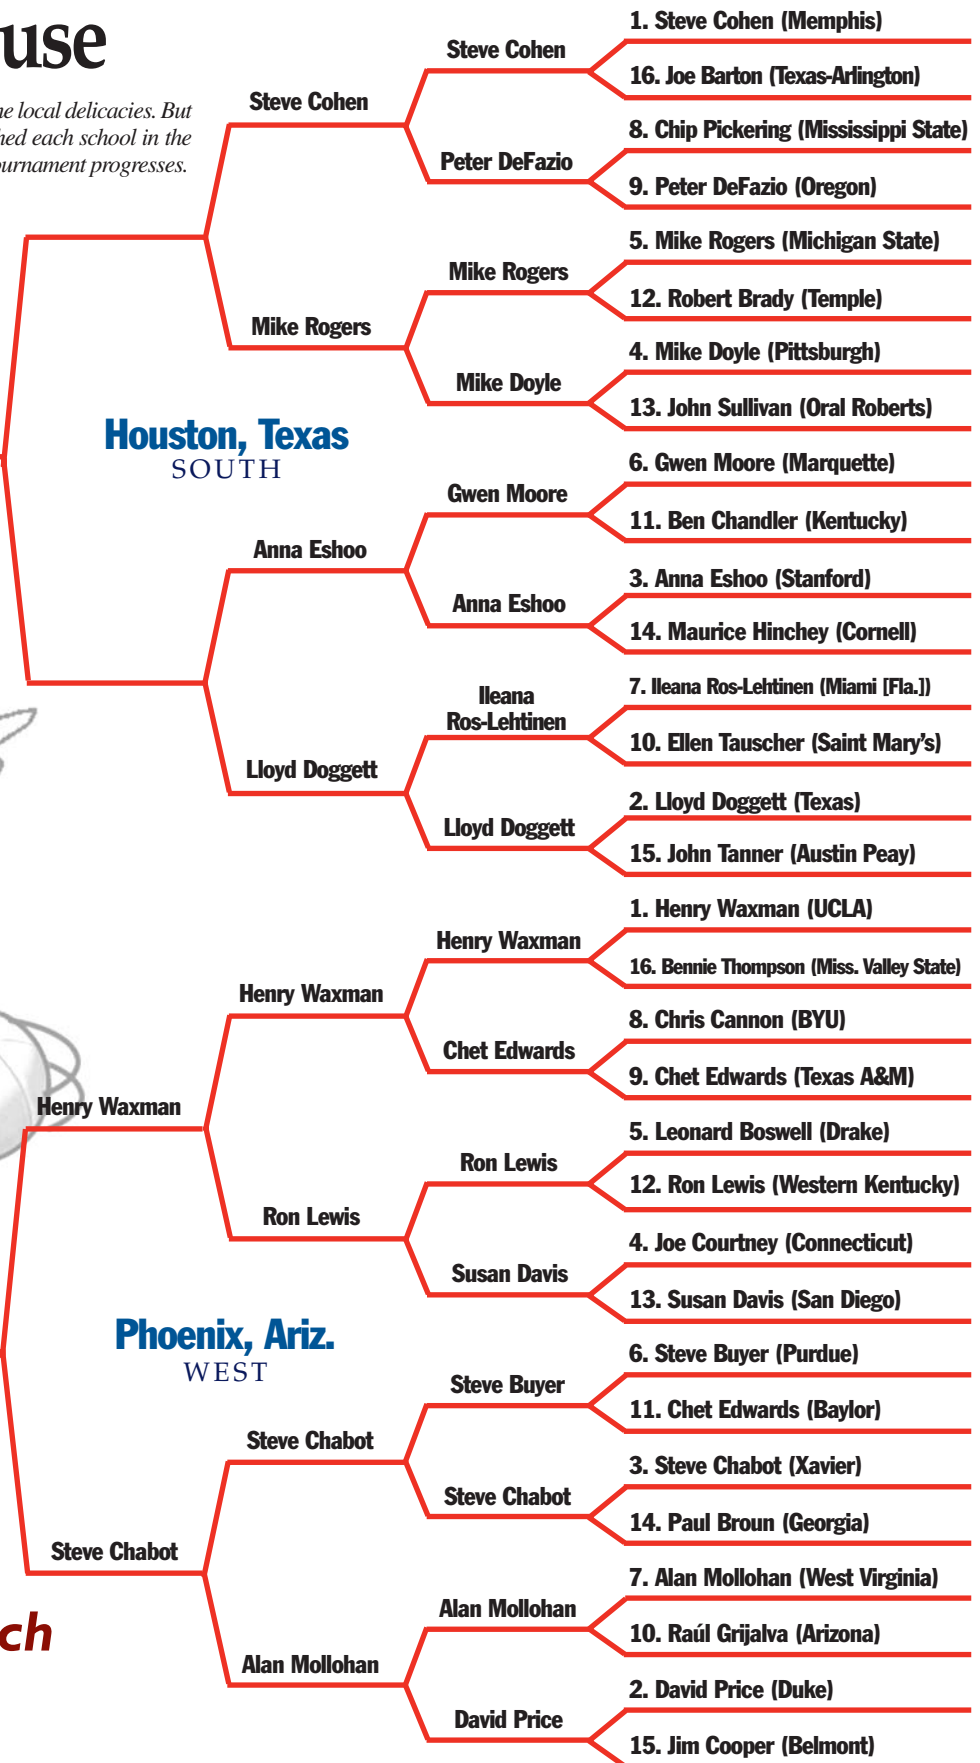 use
ne local delicacies. But
hed each school in the
ournament progresses.
1. Steve Cohen (Memphis)
16. Joe Barton (Texas-Arlington)
8. Chip Pickering (Mississippi State)
9. Peter DeFazio (Oregon)
5. Mike Rogers (Michigan State)
12. Robert Brady (Temple)
4. Mike Doyle (Pittsburgh)
13. John Sullivan (Oral Roberts)
6. Gwen Moore (Marquette)
11. Ben Chandler (Kentucky)
3. Anna Eshoo (Stanford)
14. Maurice Hinchey (Cornell)
7. Ileana Ros-Lehtinen (Miami [Fla.])
10. Ellen Tauscher (Saint Mary's)
2. Lloyd Doggett (Texas)
15. John Tanner (Austin Peay)
Steve Cohen
Peter DeFazio
Mike Rogers
Mike Doyle
Gwen Moore
Anna Eshoo
Ileana
Ros-Lehtinen
Lloyd Doggett
Steve Cohen
Mike Rogers
Anna Eshoo
Lloyd Doggett
Houston, Texas
SOUTH
1. Henry Waxman (UCLA)
16. Bennie Thompson (Miss. Valley State)
8. Chris Cannon (BYU)
9. Chet Edwards (Texas A&M)
5. Leonard Boswell (Drake)
12. Ron Lewis (Western Kentucky)
4. Joe Courtney (Connecticut)
13. Susan Davis (San Diego)
6. Steve Buyer (Purdue)
11. Chet Edwards (Baylor)
3. Steve Chabot (Xavier)
14. Paul Broun (Georgia)
7. Alan Mollohan (West Virginia)
10. Raúl Grijalva (Arizona)
2. David Price (Duke)
15. Jim Cooper (Belmont)
Henry Waxman
Chet Edwards
Ron Lewis
Susan Davis
Steve Buyer
Steve Chabot
Alan Mollohan
David Price
Henry Waxman
Ron Lewis
Steve Chabot
Alan Mollohan
Henry Waxman
Steve Chabot
Phoenix, Ariz.
WEST
ch